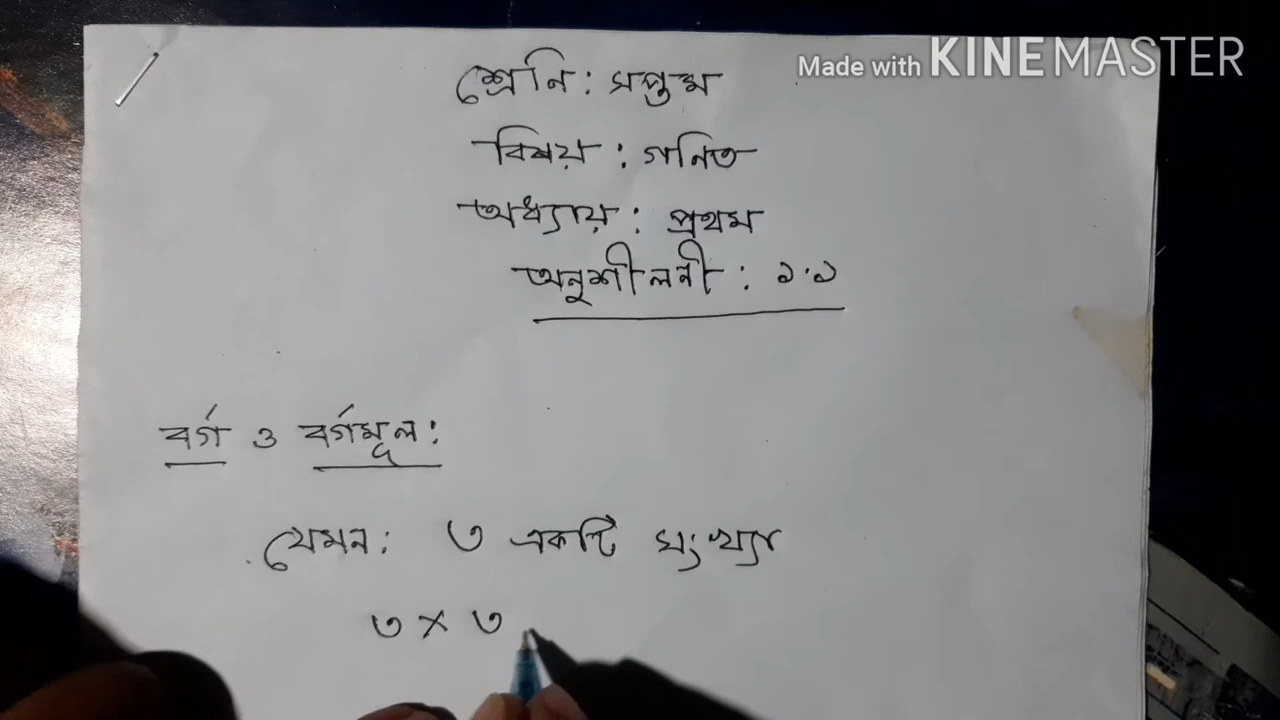 Made with KINEMASTER
শ্রেনি: সপ্তম
বিষয়: গনিত
অধ্যায়: প্রথম
অনুশীলনী: ১.১
বর্গ ও বর্গমূল:
যেমন: ৩ একটি সংখ্যা
৩ × ৩